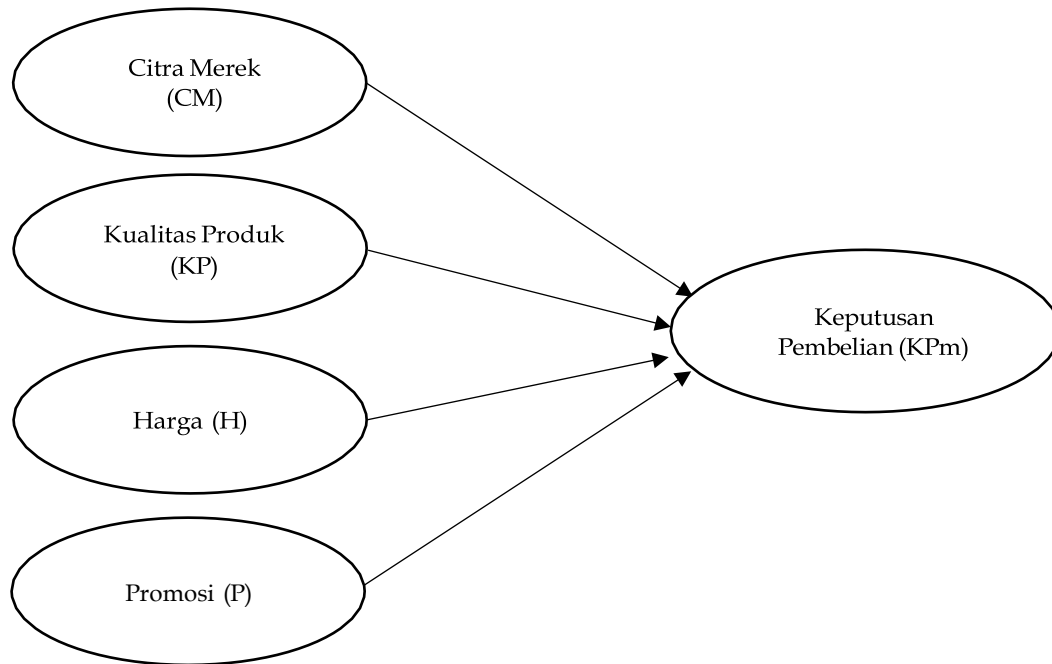 Citra Merek
(CM)
Kualitas Produk
(KP)
Harga (H)
Promosi (P)
Keputusan
Pembelian (KPm)